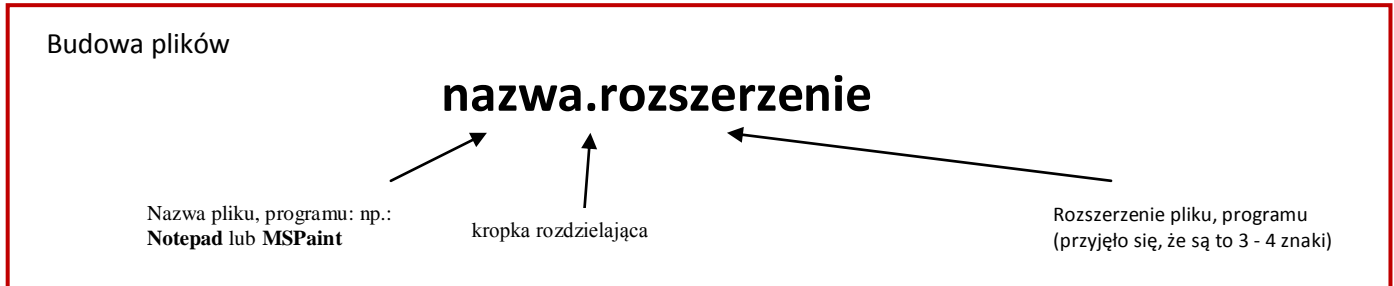 Budowa plików
nazwa.rozszerzenie
Nazwa pliku, programu: np.:
Notepad lub MSPaint
kropka rozdzielająca
Rozszerzenie pliku, programu
(przyjęło się, że są to 3 - 4 znaki)